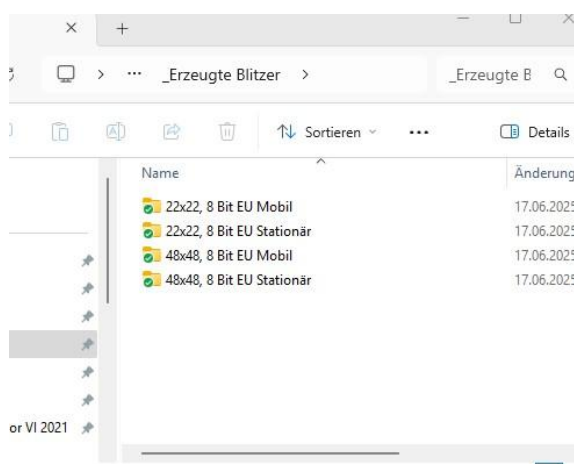 _Erzeugte Blitzer
_Erzeugte B
Sortieren
Details
Name
Änderung
22x22, 8 Bit EU Mobil
17.06.2025
22x22, 8 Bit EU Stationär
17.06.2025
48x48, 8 Bit EU Mobil
17.06.2025
48x48, 8 Bit EU Stationär
17.06.2025
or VI 2021